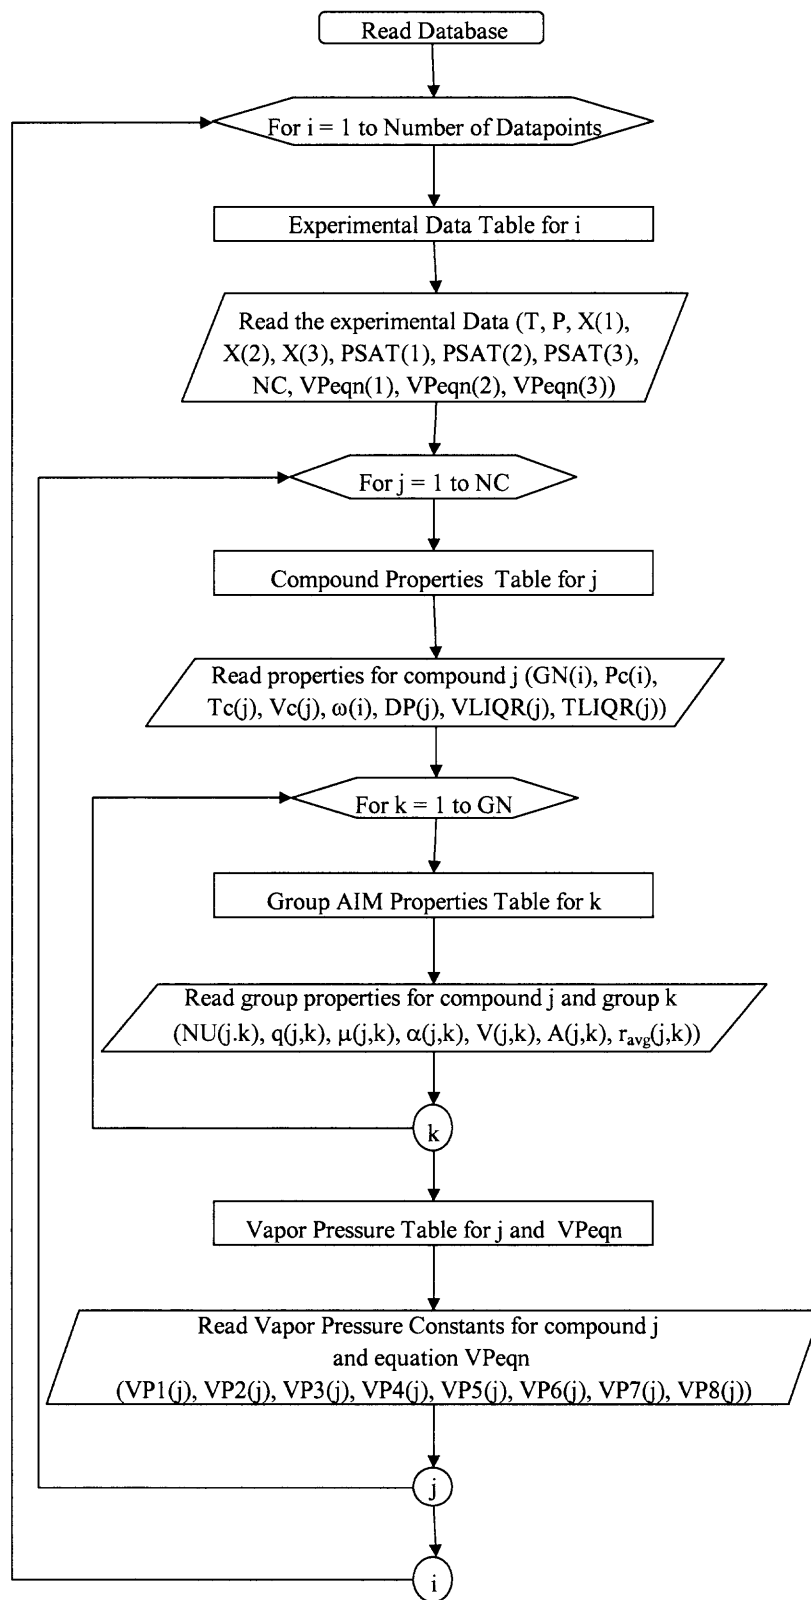 Read Database
For i = 1 to Number of Datapoints
Experimental Data Table for i
Read the experimental Data (T, P, X(1),
X(2), X(3), PSAT(1), PSAT(2), PSAT(3),
NC, VPeqn(1), VPeqn(2), VPeqn(3))
For j = 1 to NC
Compound Properties Table for j
Read properties for compound j (GN(i), Pc(i),
Tc(j), Vc(j), ω(i), DP(j), VLIQR(j), TLIQR(j))
For k = 1 to GN
Group AIM Properties Table for k
Read group properties for compound j and group k
(NU(j.k), q(j,k), μ(j,k), α(j,k), V(j,k), A(j,k), ravg(j,k))
k
Vapor Pressure Table for j and VPeqn
Read Vapor Pressure Constants for compound j
and equation VPeqn
(VP1(j), VP2(j), VP3(j), VP4(j), VP5(j), VP6(j), VP7(j), VP8(j))
j
i